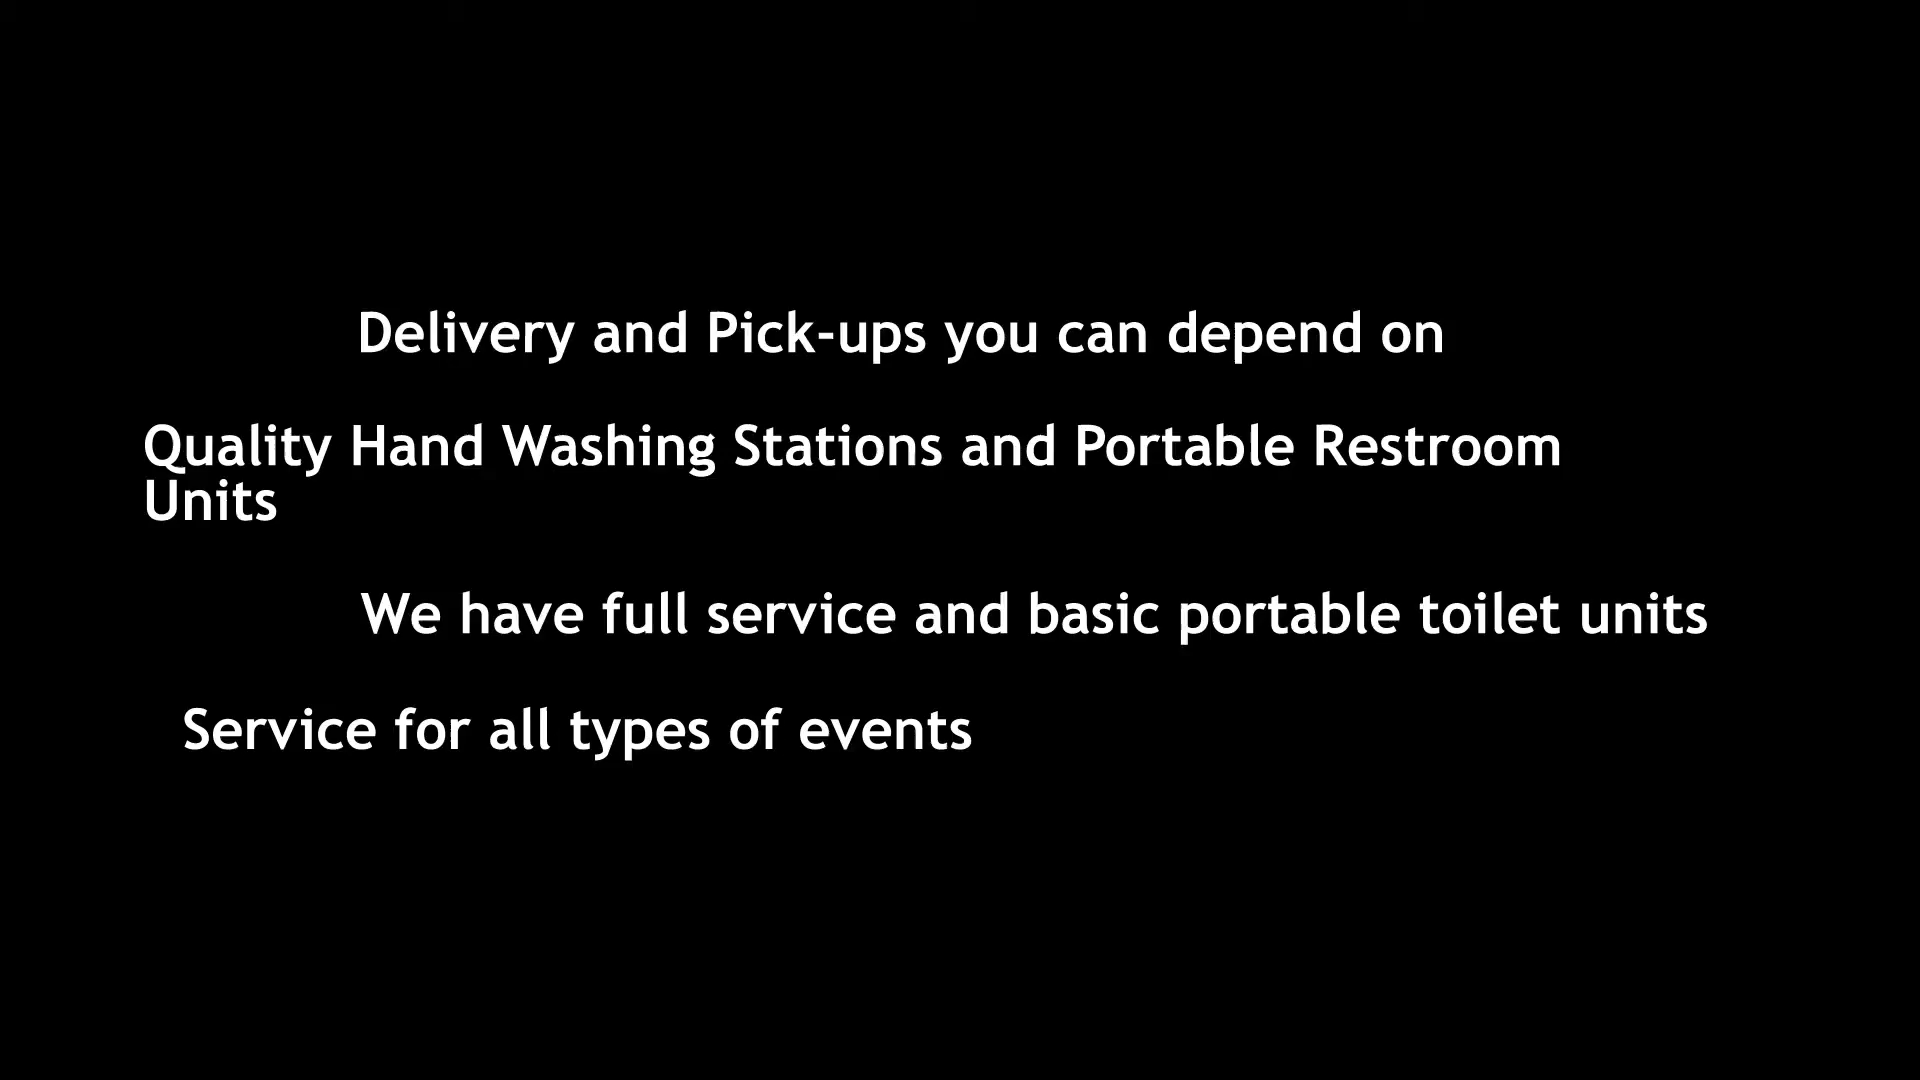 Delivery and Pick-ups you can depend on
Quality Hand Washing Stations and Portable Restroom
Units
We have full service and basic portable toilet units
Service for all types of events